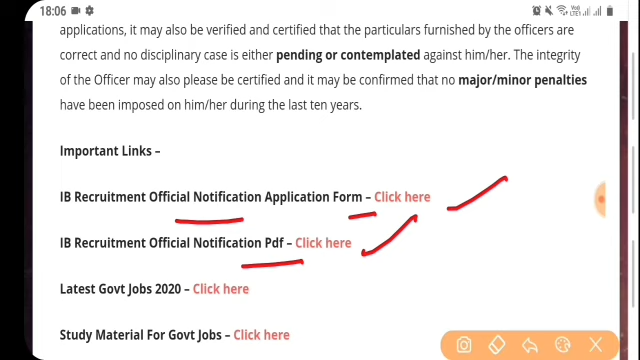 18:06
Vo)) LTE1
applications, it may also be verified and certified that the particulars furnished by the officers are
correct and no disciplinary case is either pending or contemplated against him/her. The integrity
of the Officer may also please be certified and it may be confirmed that no major/minor penalties
have been imposed on him/her during the last ten years.
Important Links –
IB Recruitment Official Notification Application Form – Click here
IB Recruitment Official Notification Pdf – Click here
Latest Govt Jobs 2020 – Click here
Study Material For Govt Jobs – Click here